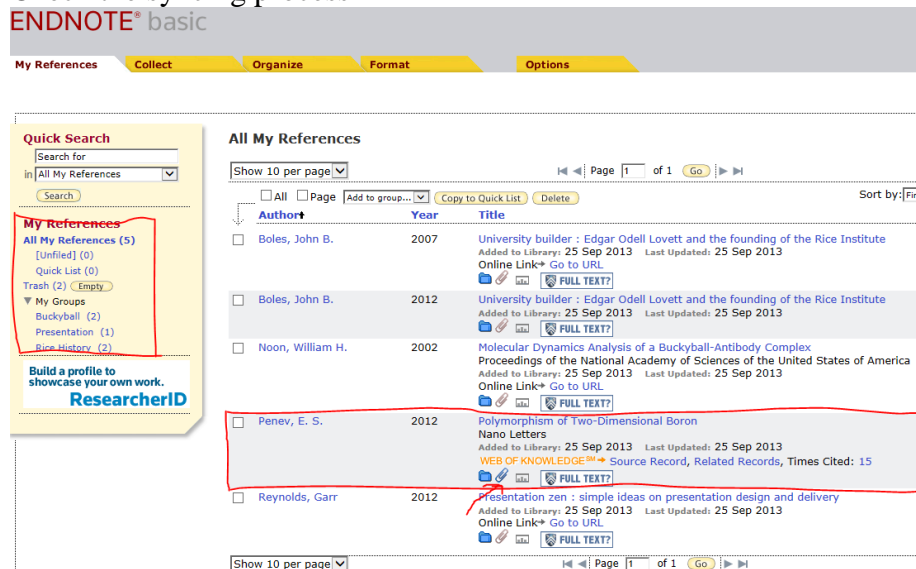 ENDNOTE® basic
My References Collect Organize Format Options
Quick Search
Search for
in All My References
Search
My References
All My References (5)
[Unfiled] (0)
Quick List (0)
Trash (2) Empty
▼ My Groups
Buckyball (2)
Presentation (1)
Rice History (2)
Build a profile to
showcase your own work.
ResearcherID
All My References
Show 10 per page
Page 1 of 1 Go
All Page Add to group... Copy to Quick List Delete
Sort by:
Author Year Title
Boles, John B. 2007 University builder : Edgar Odell Lovett and the founding of the Rice Institute
Added to Library: 25 Sep 2013 Last Updated: 25 Sep 2013
Online Link➔ Go to URL
FULL TEXT?
Boles, John B. 2012 University builder : Edgar Odell Lovett and the founding of the Rice Institute
Added to Library: 25 Sep 2013 Last Updated: 25 Sep 2013
FULL TEXT?
Noon, William H. 2002 Molecular Dynamics Analysis of a Buckyball-Antibody Complex
Proceedings of the National Academy of Sciences of the United States of America
Added to Library: 25 Sep 2013 Last Updated: 25 Sep 2013
Online Link➔ Go to URL
FULL TEXT?
Penev, E. S. 2012 Polymorphism of Two-Dimensional Boron
Nano Letters
Added to Library: 25 Sep 2013 Last Updated: 25 Sep 2013
WEB OF KNOWLEDGE℠➔ Source Record, Related Records, Times Cited: 15
FULL TEXT?
Reynolds, Garr 2012 Presentation zen : simple ideas on presentation design and delivery
Added to Library: 25 Sep 2013 Last Updated: 25 Sep 2013
Online Link➔ Go to URL
FULL TEXT?
Show 10 per page
Page 1 of 1 Go